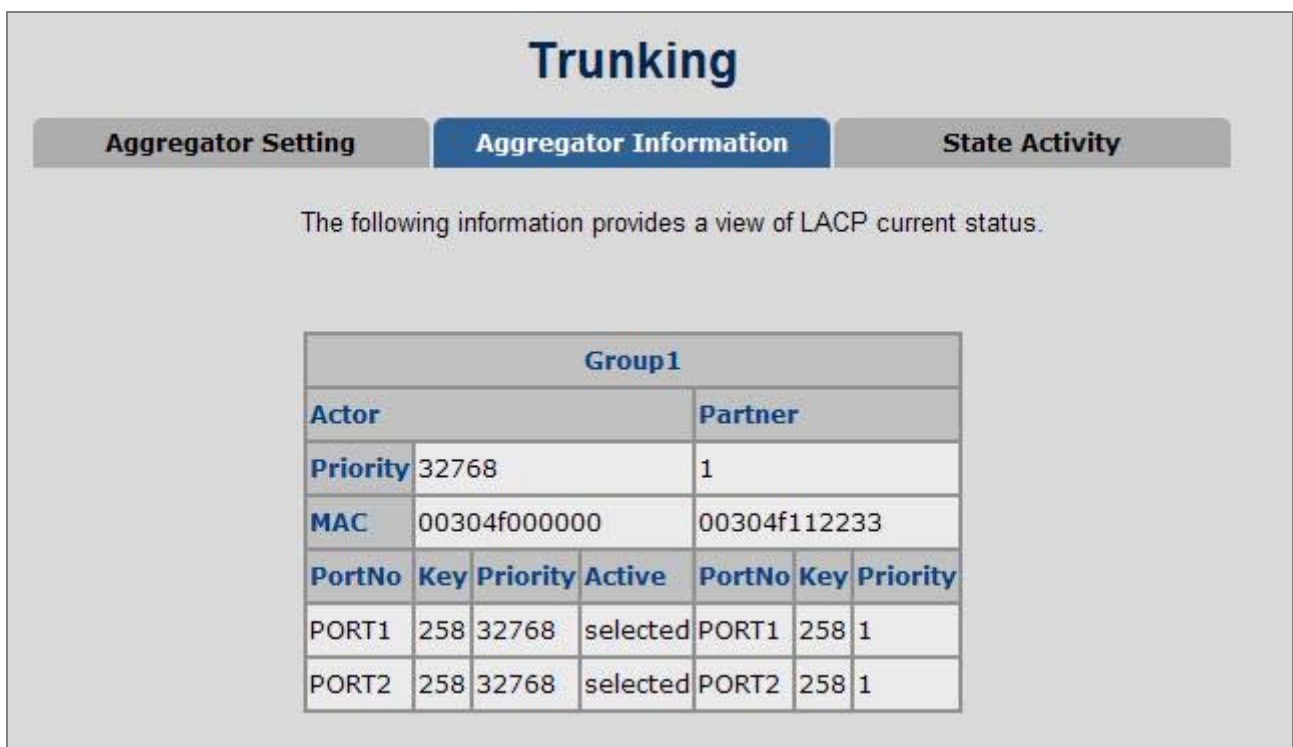 Trunking
Aggregator Setting Aggregator Information State Activity
The following information provides a view of LACP current status.
Group1
Actor Partner
Priority 32768 1
MAC 00304f000000 00304f112233
PortNo Key Priority Active PortNo Key Priority
PORT1 258 32768 selected PORT1 258 1
PORT2 258 32768 selected PORT2 258 1